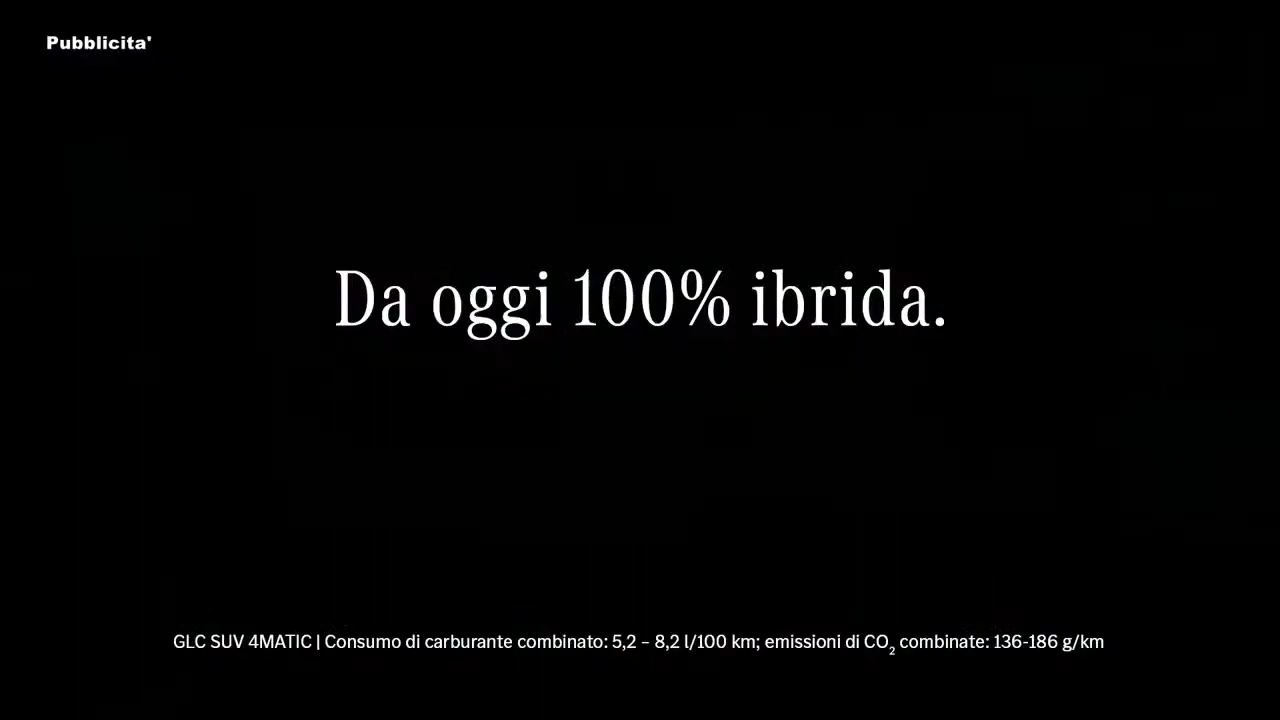 Pubblicita'
Da oggi 100% ibrida.
GLC SUV 4MATIC | Consumo di carburante combinato: 5,2 – 8,2 l/100 km; emissioni di CO₂ combinate: 136-186 g/km